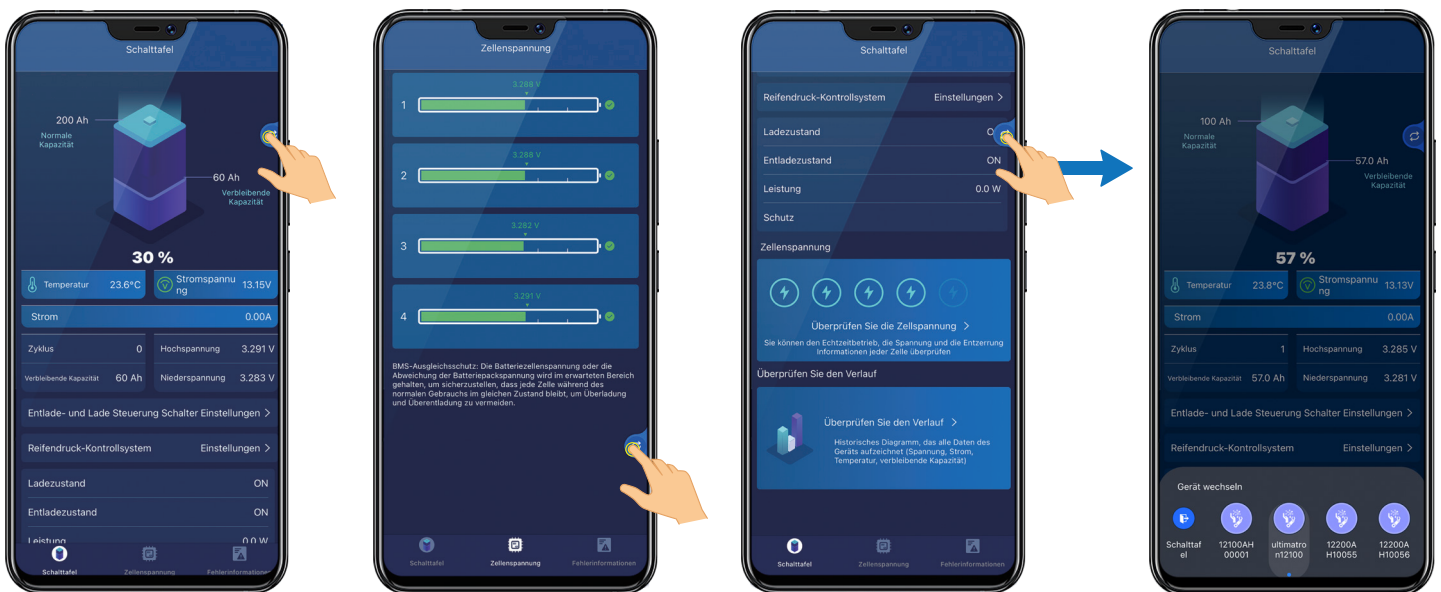 Schalttafel
200 Ah
Normale
Kapazität
60 Ah
Verbleibende
Kapazität
30 %
Temperatur 23.6°C
Stromspannu
ng 13.15V
Strom 0.00A
Zyklus 0 Hochspannung 3.291 V
Verbleibende Kapazität 60 Ah Niederspannung 3.283 V
Entlade- und Lade Steuerung Schalter Einstellungen >
Reifendruck-Kontrollsystem Einstellungen >
Ladezustand ON
Entladezustand ON
Leistung 0.0 W
Schalttafel Zellenspannung Fehlerinformationen
Zellenspannung
3.288 V
1
3.288 V
2
3.282 V
3
3.291 V
4
BMS-Ausgleichsschutz: Die Batteriezellenspannung oder die
Abweichung der Batteriepackspannung wird im erwarteten Bereich
gehalten, um sicherzustellen, dass jede Zelle während des
normalen Gebrauchs im gleichen Zustand bleibt, um Überladung
und Überentladung zu vermeiden.
Schalttafel Zellenspannung Fehlerinformationen
Schalttafel
Reifendruck-Kontrollsystem Einstellungen >
Ladezustand
Entladezustand ON
Leistung 0.0 W
Schutz
Zellenspannung
Überprüfen Sie die Zellspannung >
Sie können den Echtzeitbetrieb, die Spannung und die Entzerrung
Informationen jeder Zelle überprüfen
Überprüfen Sie den Verlauf
Überprüfen Sie den Verlauf >
Historisches Diagramm, das alle Daten des
Geräts aufzeichnet (Spannung, Strom,
Temperatur, verbleibende Kapazität)
Schalttafel Zellenspannung Fehlerinformationen
Schalttafel
100 Ah
Normale
Kapazität
57.0 Ah
Verbleibende
Kapazität
57 %
Temperatur 23.8°C
Stromspannu
ng 13.13V
Strom 0.00A
Zyklus 1 Hochspannung 3.285 V
Verbleibende Kapazität 57.0 Ah Niederspannung 3.281 V
Entlade- und Lade Steuerung Schalter Einstellungen >
Reifendruck-Kontrollsystem Einstellungen >
Gerät wechseln
Schalttaf
el
12100AH
00001
ultimatro
n12100
12200A
H10055
12200A
H10056